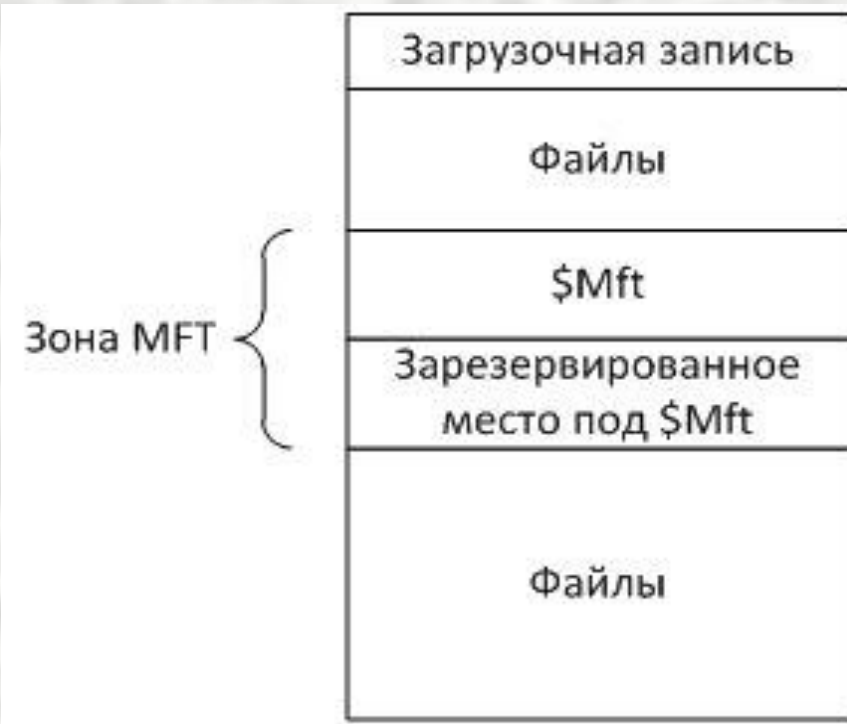 Загрузочная запись
Файлы
$Mft
Зона MFT
Зарезервированное
место под $Mft
Файлы